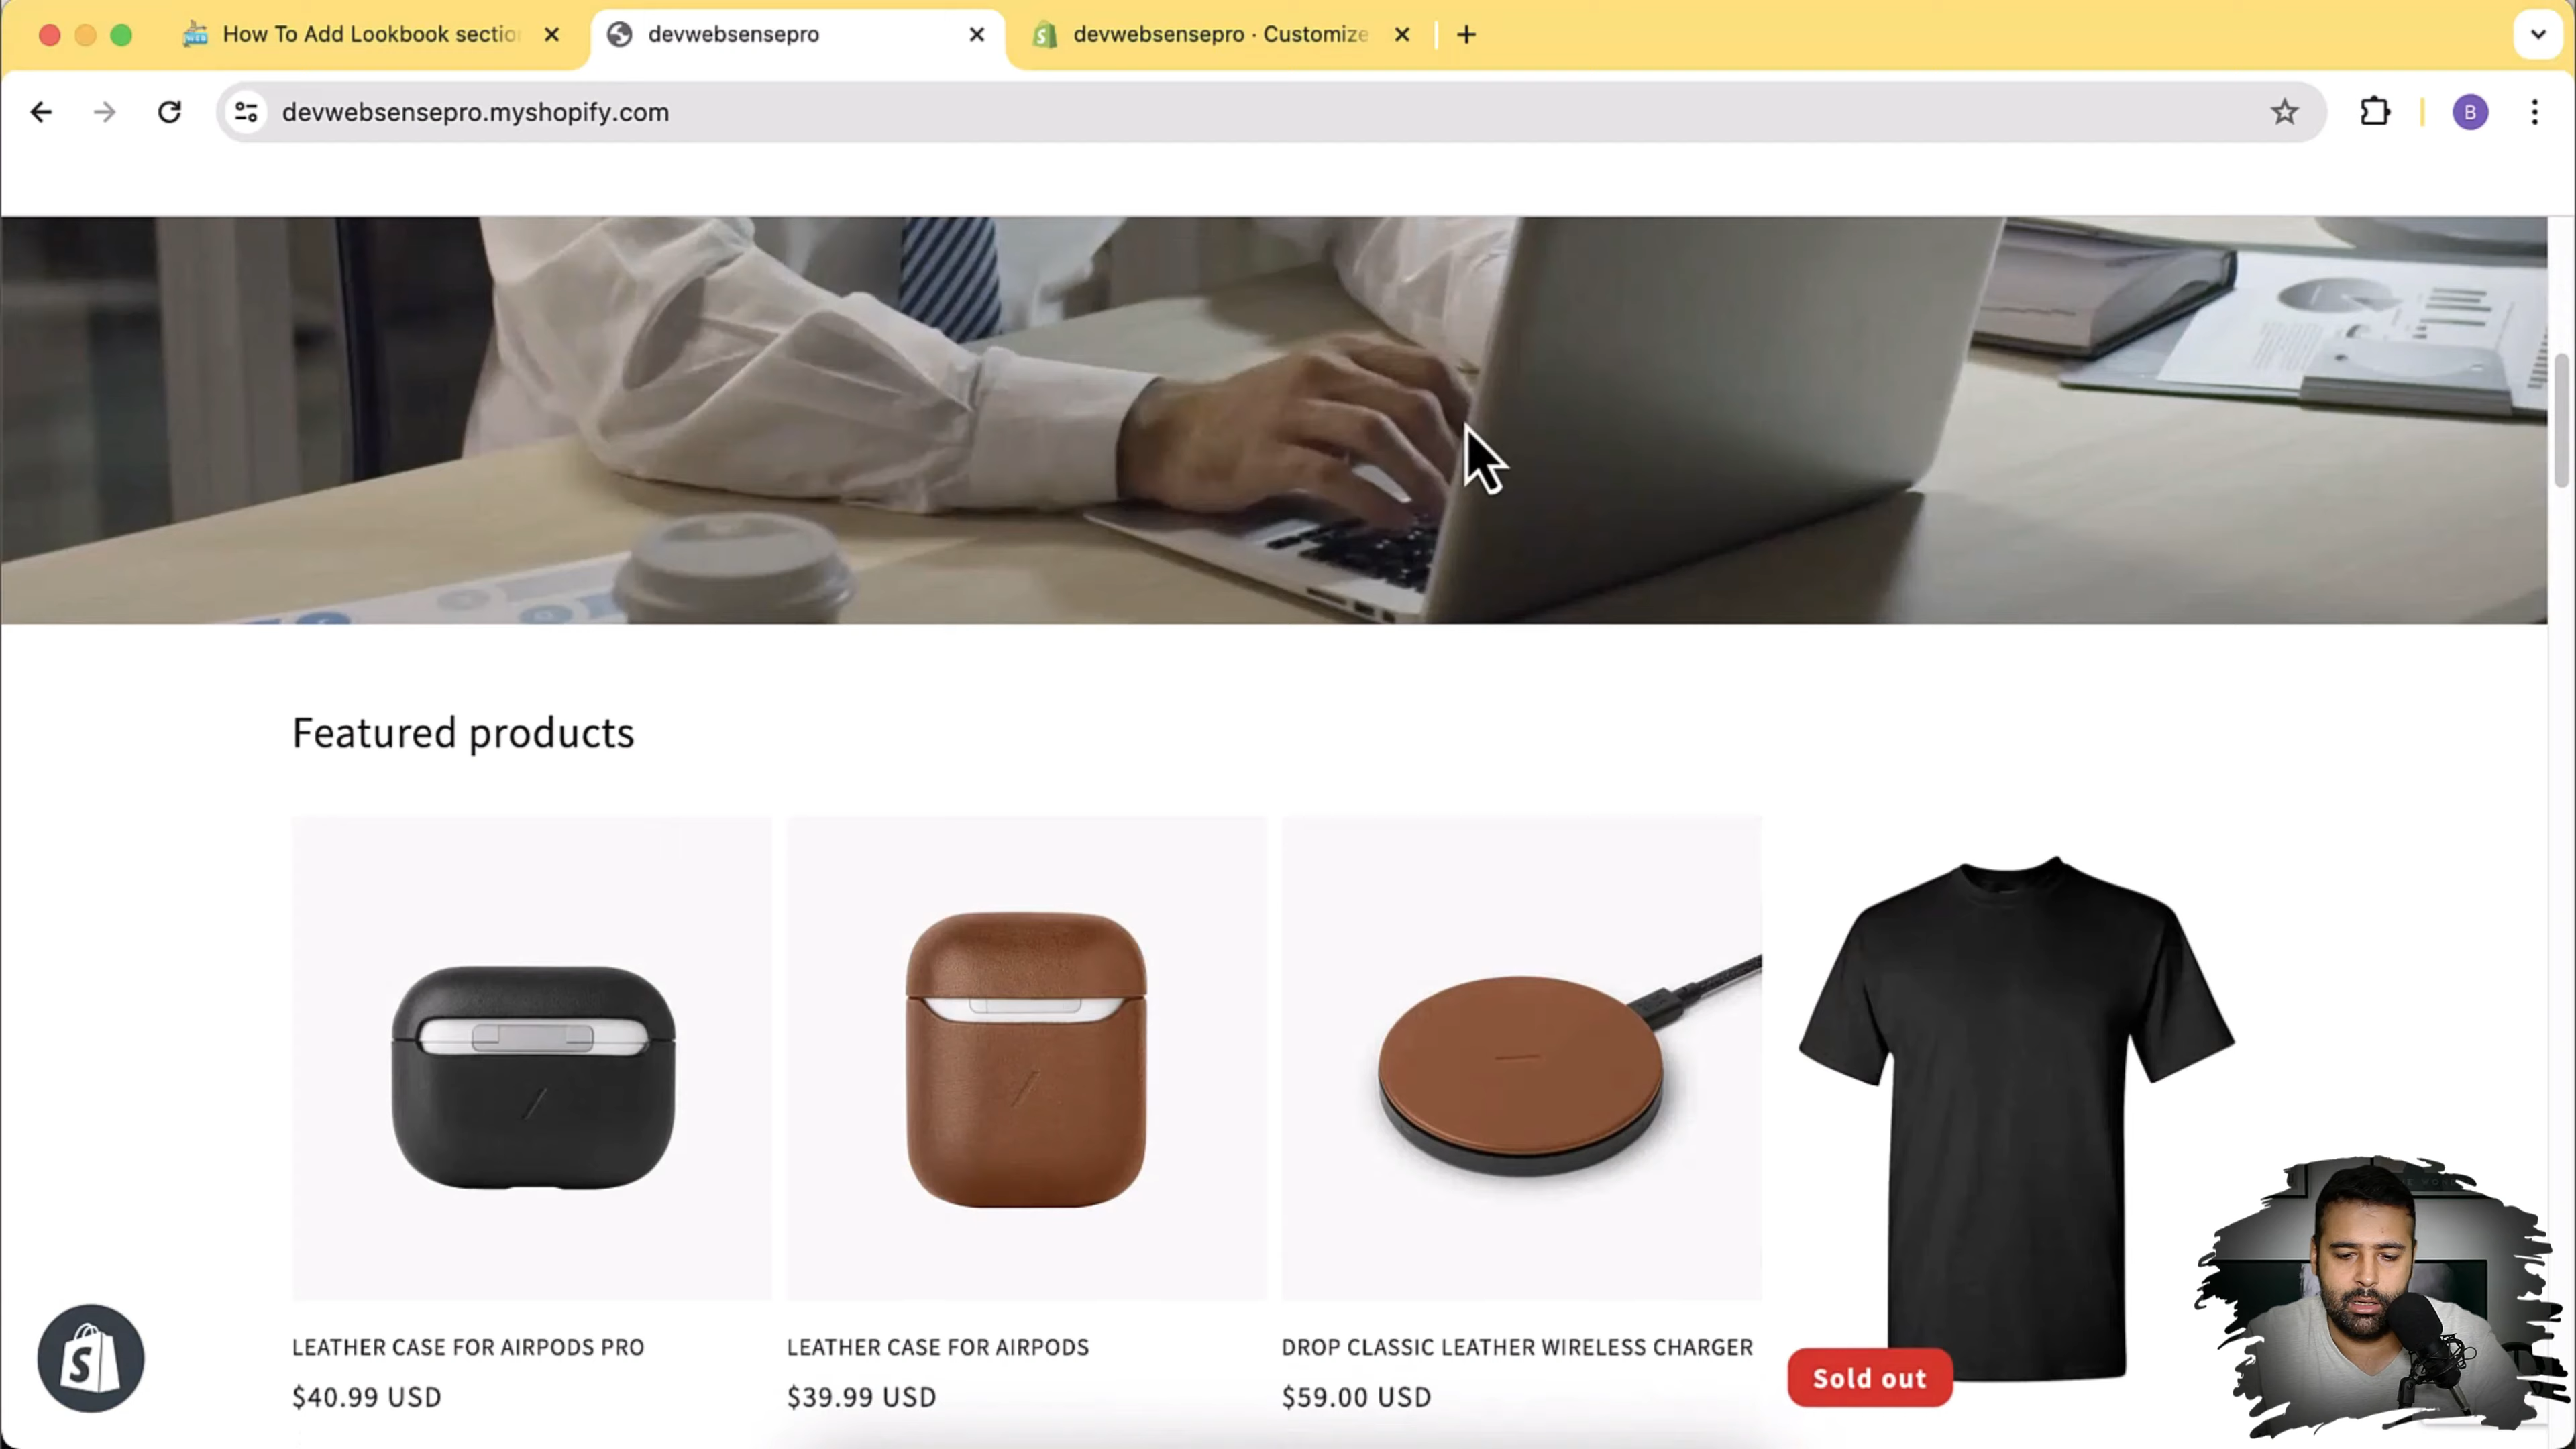 How To Add Lookbook section
devwebsensepro
devwebsensepro · Customize
devwebsensepro.myshopify.com
B
Featured products
LEATHER CASE FOR AIRPODS PRO
LEATHER CASE FOR AIRPODS
DROP CLASSIC LEATHER WIRELESS CHARGER
Sold out
$40.99 USD
$39.99 USD
$59.00 USD